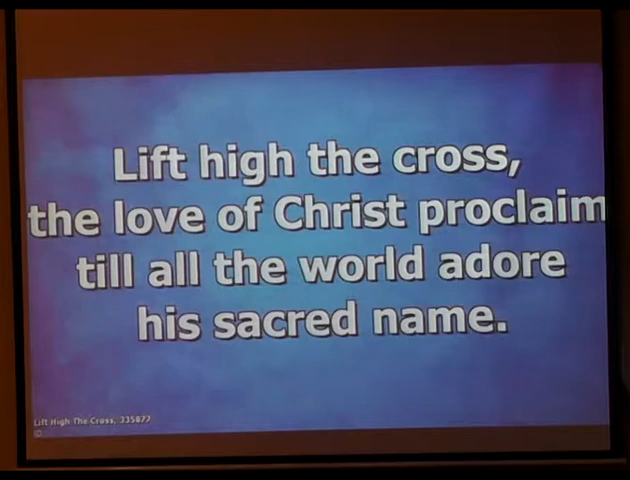 Lift high the cross,
the love of Christ proclaim
till all the world adore
his sacred name.
Lift High The Cross, 335877
©